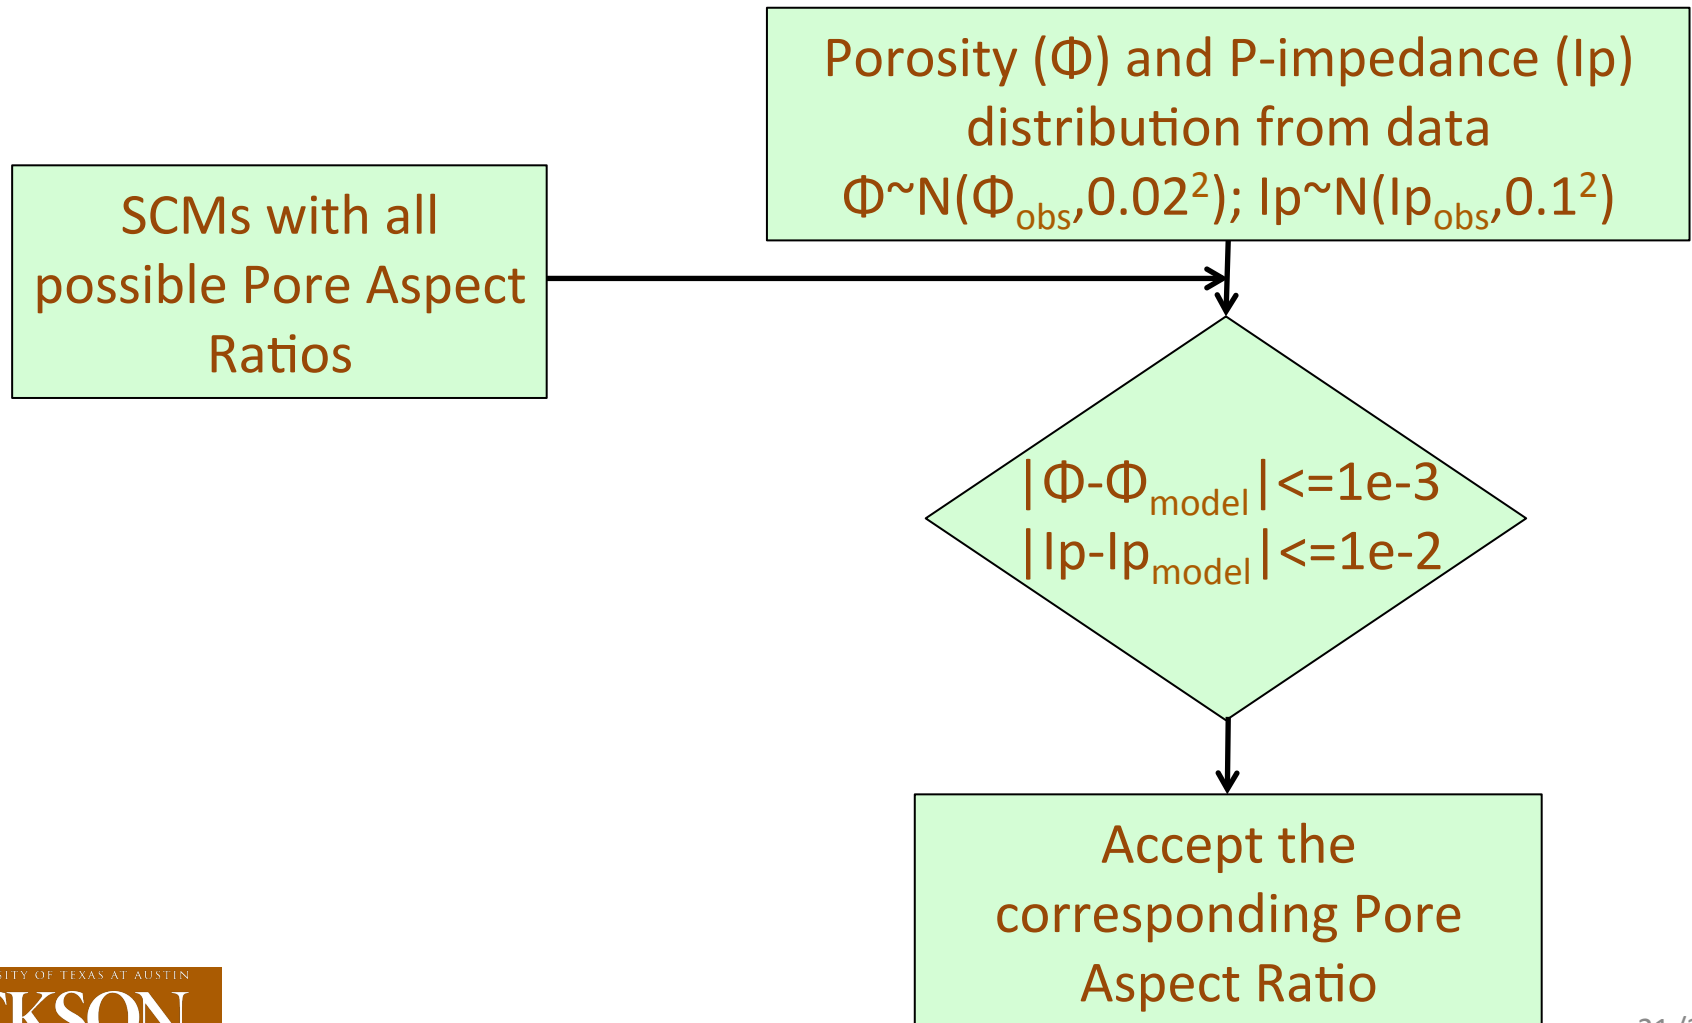 Porosity (Φ) and P-impedance (Ip)
distribution from data
Φ~N(Φobs,0.02²); Ip~N(Ipobs,0.1²)
SCMs with all
possible Pore Aspect
Ratios
|Φ-Φmodel|<=1e-3
|Ip-Ipmodel|<=1e-2
Accept the
corresponding Pore
Aspect Ratio
OF TEXAS AT AUSTIN